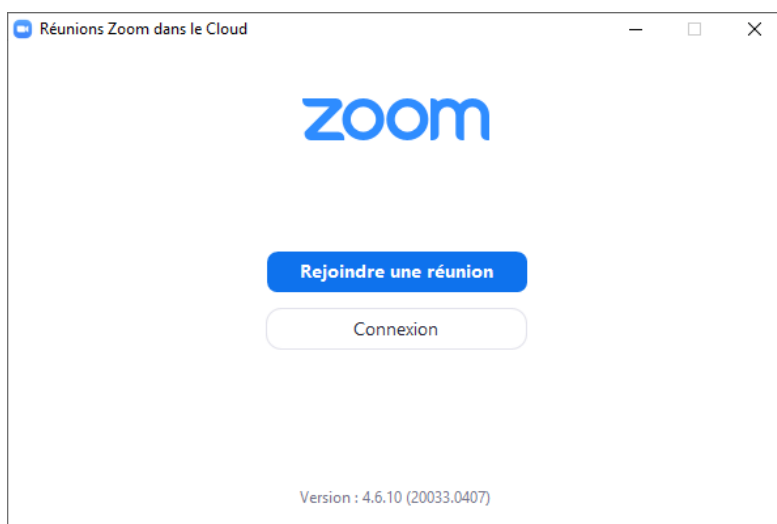 Réunions Zoom dans le Cloud
zoom
Rejoindre une réunion
Connexion
Version : 4.6.10 (20033.0407)